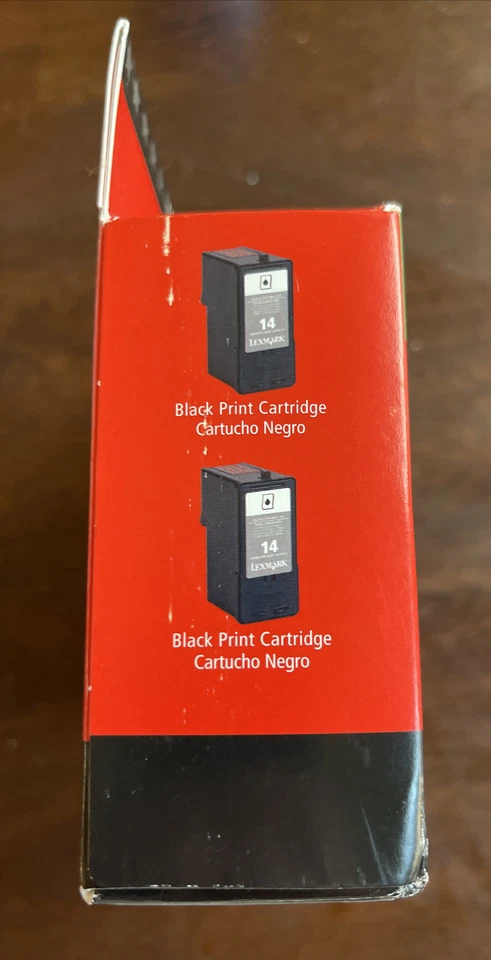 14
LEXMARK
Black Print Cartridge
Cartucho Negro
14
LEXMARK
Black Print Cartridge
Cartucho Negro